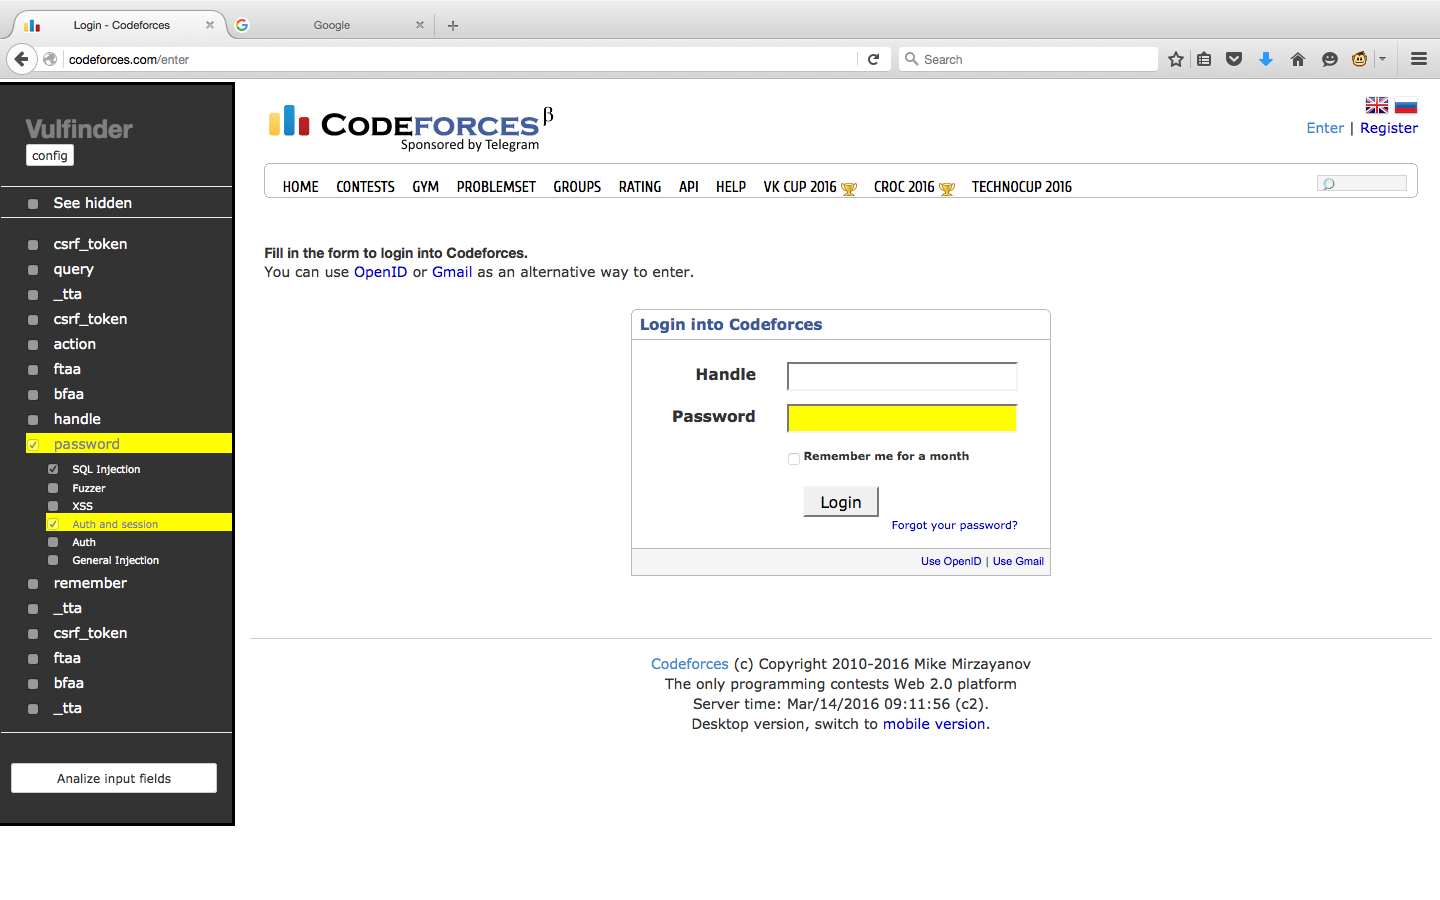 Login - Codeforces
Google
codeforces.com/enter
Search
Vulfinder
config
See hidden
csrf_token
query
_tta
csrf_token
action
ftaa
bfaa
handle
password
SQL Injection
Fuzzer
XSS
Auth and session
Auth
General Injection
remember
_tta
csrf_token
ftaa
bfaa
_tta
Analize input fields
CODEFORCES β
Sponsored by Telegram
Enter | Register
HOME CONTESTS GYM PROBLEMSET GROUPS RATING API HELP VK CUP 2016 CROC 2016 TECHNOCUP 2016
Fill in the form to login into Codeforces.
You can use OpenID or Gmail as an alternative way to enter.
Login into Codeforces
Handle
Password
Remember me for a month
Login
Forgot your password?
Use OpenID | Use Gmail
Codeforces (c) Copyright 2010-2016 Mike Mirzayanov
The only programming contests Web 2.0 platform
Server time: Mar/14/2016 09:11:56 (c2).
Desktop version, switch to mobile version.